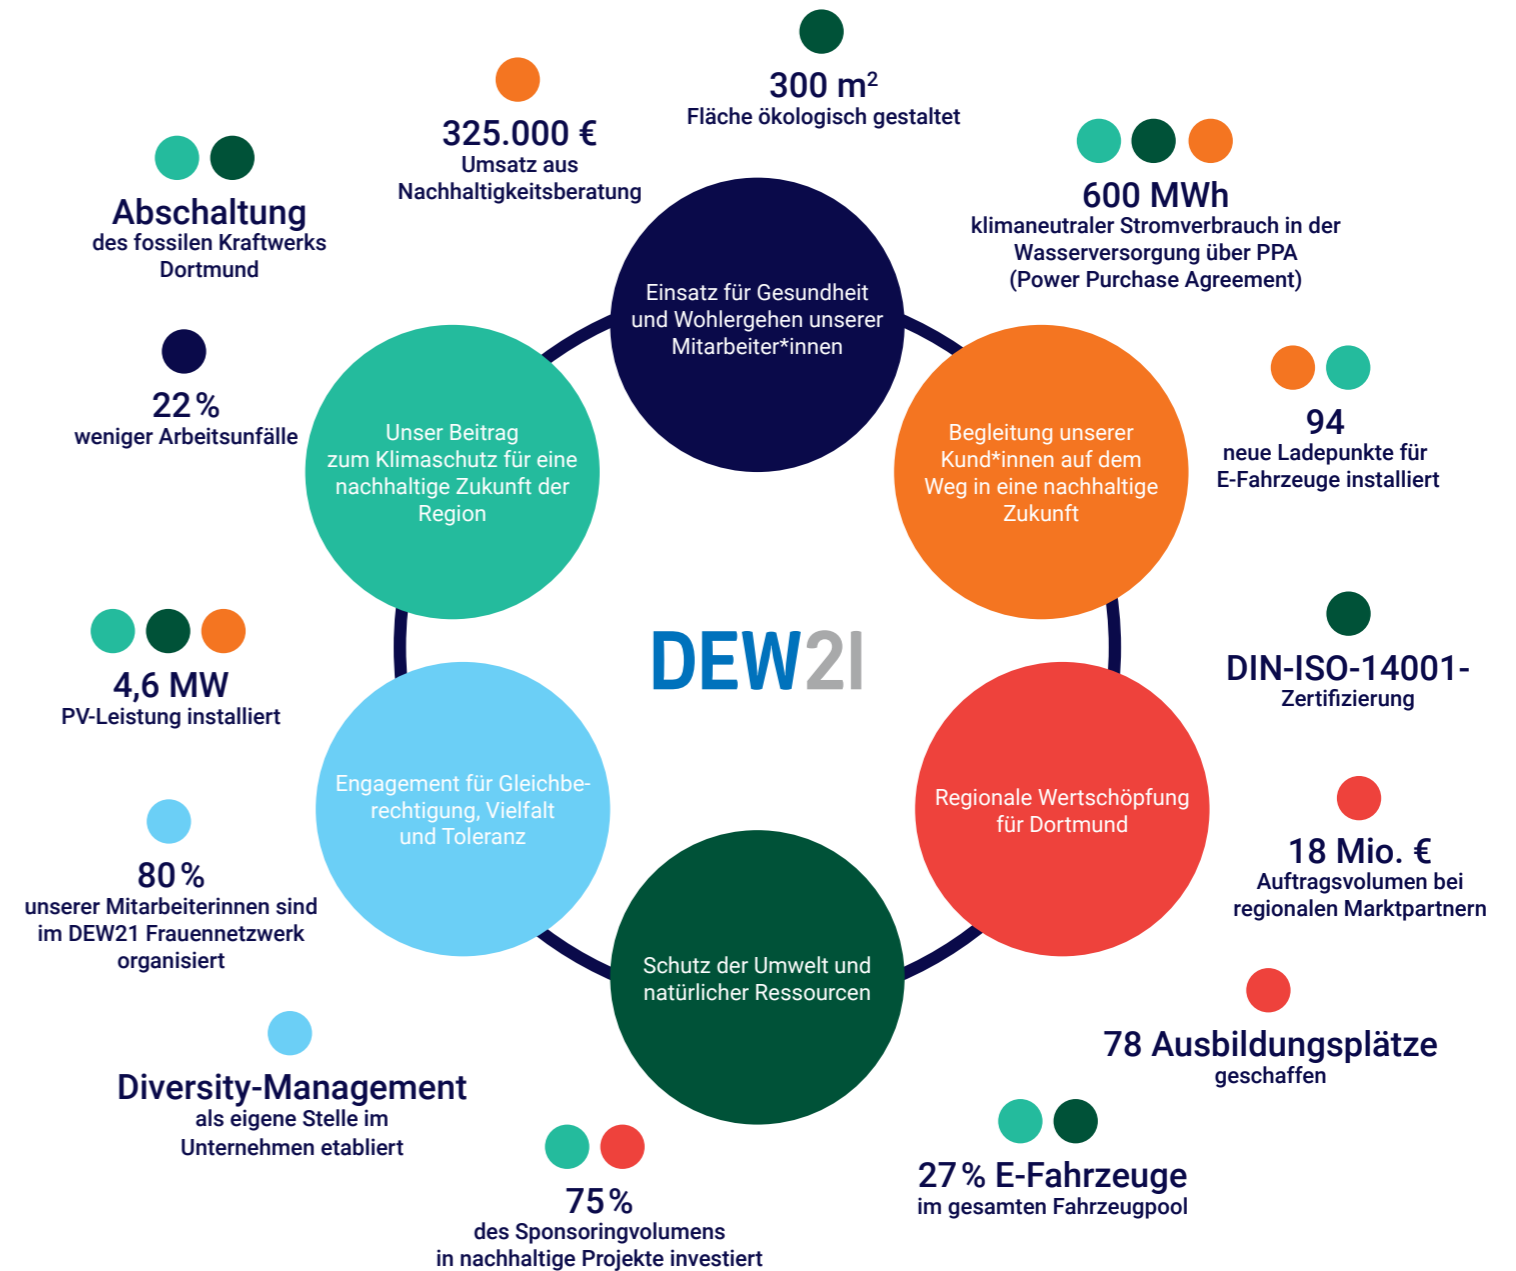 300 m²
Fläche ökologisch gestaltet
325.000 €
Umsatz aus
Nachhaltigkeitsberatung
Abschaltung
des fossilen Kraftwerks
Dortmund
600 MWh
klimaneutraler Stromverbrauch in der
Wasserversorgung über PPA
(Power Purchase Agreement)
Einsatz für Gesundheit
und Wohlergehen unserer
Mitarbeiter*innen
22 %
weniger Arbeitsunfälle
Unser Beitrag
zum Klimaschutz für eine
nachhaltige Zukunft der
Region
Begleitung unserer
Kund*innen auf dem
Weg in eine nachhaltige
Zukunft
94
neue Ladepunkte für
E-Fahrzeuge installiert
4,6 MW
PV-Leistung installiert
DEW21
DIN-ISO-14001-
Zertifizierung
Engagement für Gleichbe-
rechtigung, Vielfalt
und Toleranz
Regionale Wertschöpfung
für Dortmund
80 %
unserer Mitarbeiterinnen sind
im DEW21 Frauennetzwerk
organisiert
18 Mio. €
Auftragsvolumen bei
regionalen Marktpartnern
Schutz der Umwelt und
natürlicher Ressourcen
Diversity-Management
als eigene Stelle im
Unternehmen etabliert
78 Ausbildungsplätze
geschaffen
75 %
des Sponsoringvolumens
in nachhaltige Projekte investiert
27 % E-Fahrzeuge
im gesamten Fahrzeugpool